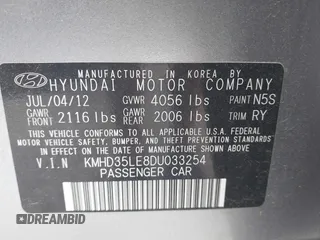 MANUFACTURED IN KOREA BY
HYUNDAI MOTOR COMPANY
JUL/04/12 GVWR 4056 lbs PAINT N5S
GAWR FRONT 2116 lbs GAWR REAR 2006 lbs TRIM RY
THIS VEHICLE CONFORMS TO ALL APPLICABLE
FEDERAL MOTOR VEHICLE SAFETY, BUMPER, AND
THEFT PREVENTION STANDARDS IN EFFECT ON
THE DATE OF MANUFACTURE SHOWN ABOVE.
V.I.N KMHD35LE8DU033254
PASSENGER CAR
DREAMBID